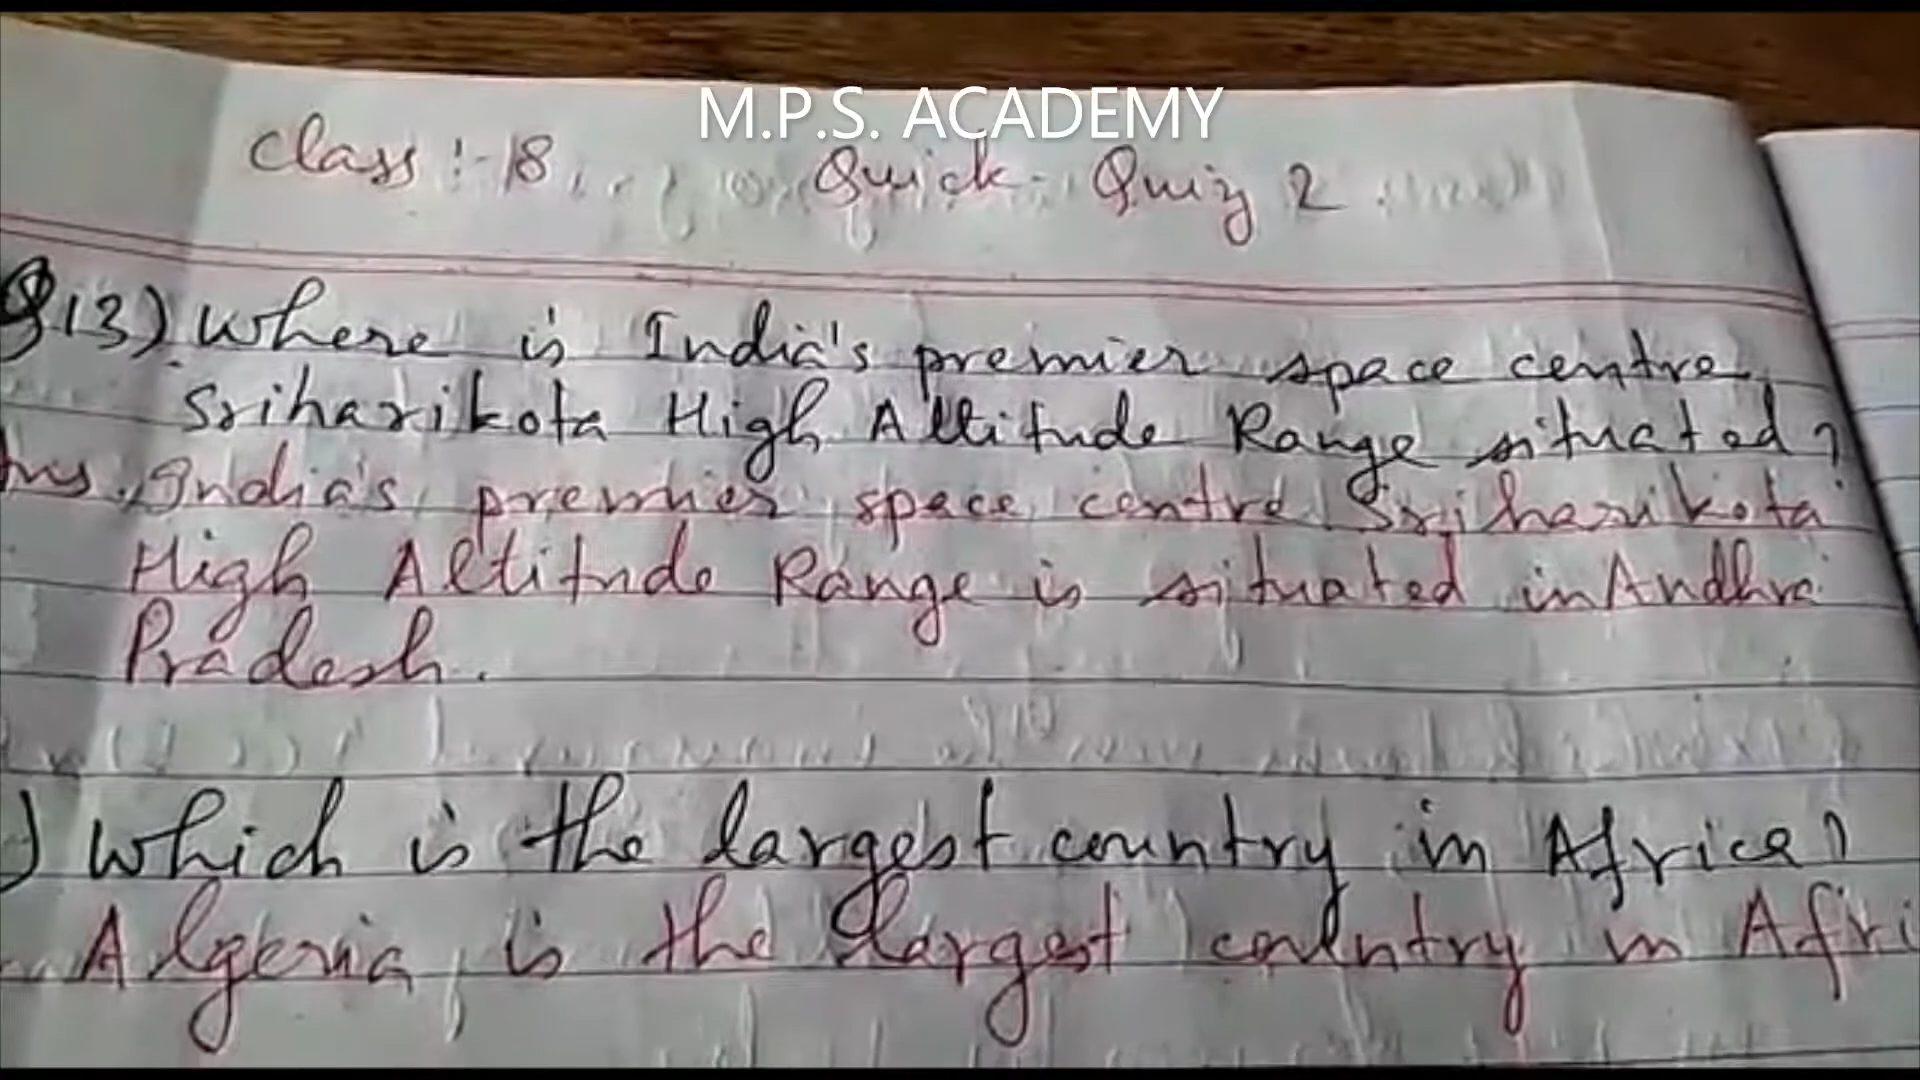 M.P.S. ACADEMY
Class :- 18 Quick Quiz 2
Q13) Where is India's premier space centre,
Sriharikota High Altitude Range situated?
Ans. India's premier space centre Sriharikota
High Altitude Range is situated in Andhra
Pradesh.
) Which is the largest country in Africa?
Algeria is the largest country in Afri